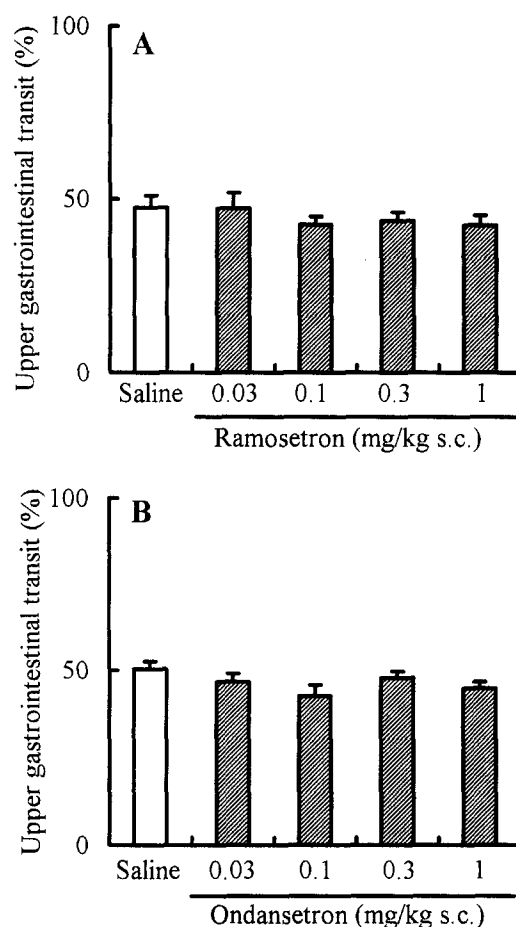 100
A
Upper gastrointestinal transit (%)
50
0
Saline 0.03 0.1 0.3 1
Ramosetron (mg/kg s.c.)
100
B
Upper gastrointestinal transit (%)
50
0
Saline 0.03 0.1 0.3 1
Ondansetron (mg/kg s.c.)